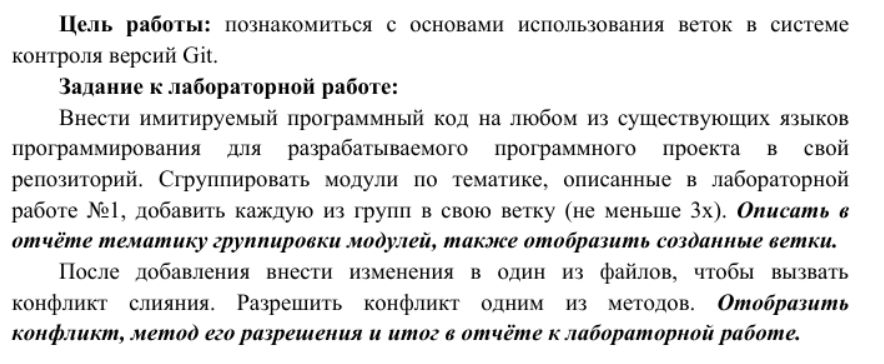 Цель работы: познакомиться с основами использования веток в системе
контроля версий Git.
Задание к лабораторной работе:
Внести имитируемый программный код на любом из существующих языков
программирования для разрабатываемого программного проекта в свой
репозиторий. Сгруппировать модули по тематике, описанные в лабораторной
работе №1, добавить каждую из групп в свою ветку (не меньше 3х). Описать в
отчёте тематику группировки модулей, также отобразить созданные ветки.
После добавления внести изменения в один из файлов, чтобы вызвать
конфликт слияния. Разрешить конфликт одним из методов. Отобразить
конфликт, метод его разрешения и итог в отчёте к лабораторной работе.